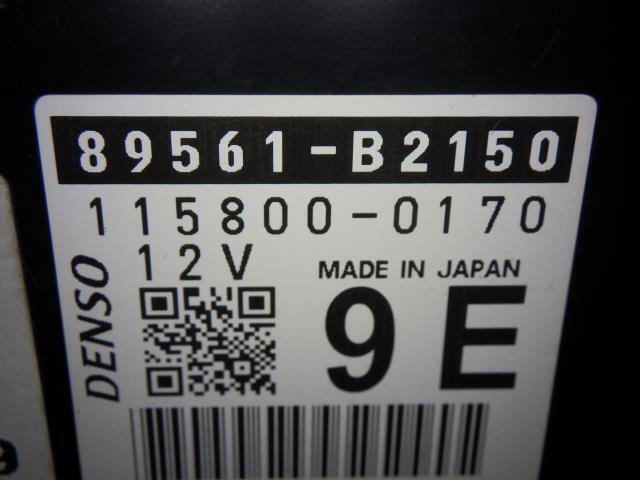 89561-B2150
115800-0170
12V
MADE IN JAPAN
DENSO
9E